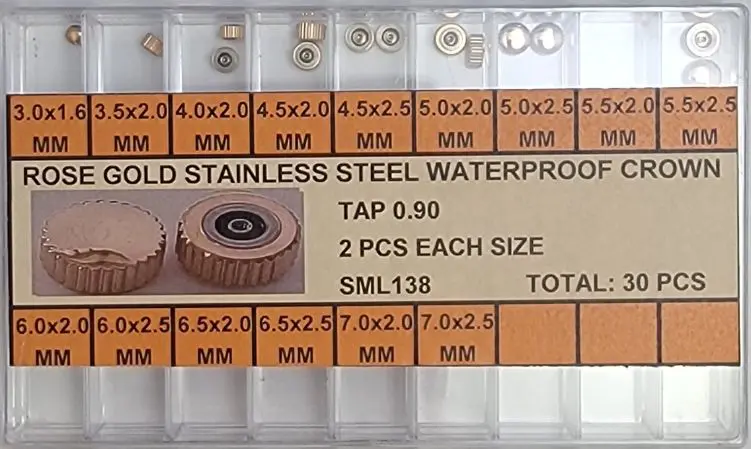 3.0x1.6 3.5x2.0 4.0x2.0 4.5x2.0 4.5x2.5 5.0x2.0 5.0x2.5 5.5x2.0 5.5x2.5
MM MM MM MM MM MM MM MM MM
ROSE GOLD STAINLESS STEEL WATERPROOF CROWN
TAP 0.90
2 PCS EACH SIZE
SML138 TOTAL: 30 PCS
6.0x2.0 6.0x2.5 6.5x2.0 6.5x2.5 7.0x2.0 7.0x2.5
MM MM MM MM MM MM